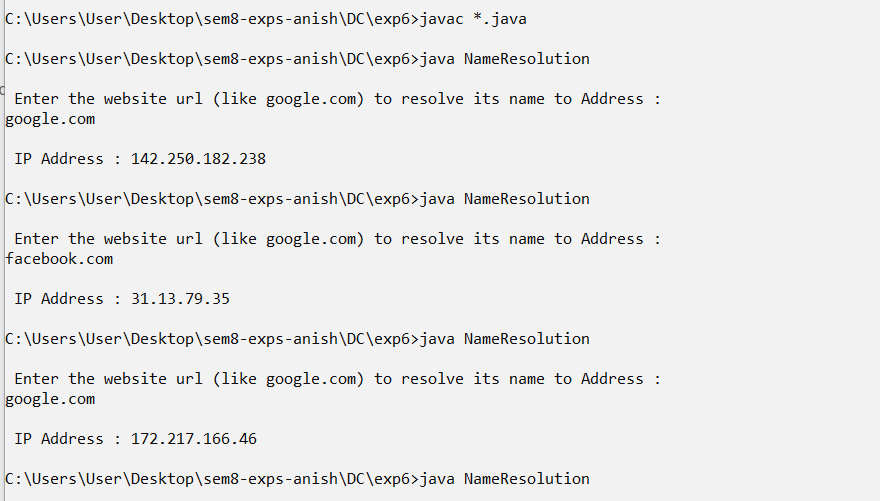 C:\Users\User\Desktop\sem8-exps-anish\DC\exp6>javac *.java
C:\Users\User\Desktop\sem8-exps-anish\DC\exp6>java NameResolution
Enter the website url (like google.com) to resolve its name to Address :
google.com
IP Address : 142.250.182.238
C:\Users\User\Desktop\sem8-exps-anish\DC\exp6>java NameResolution
Enter the website url (like google.com) to resolve its name to Address :
facebook.com
IP Address : 31.13.79.35
C:\Users\User\Desktop\sem8-exps-anish\DC\exp6>java NameResolution
Enter the website url (like google.com) to resolve its name to Address :
google.com
IP Address : 172.217.166.46
C:\Users\User\Desktop\sem8-exps-anish\DC\exp6>java NameResolution